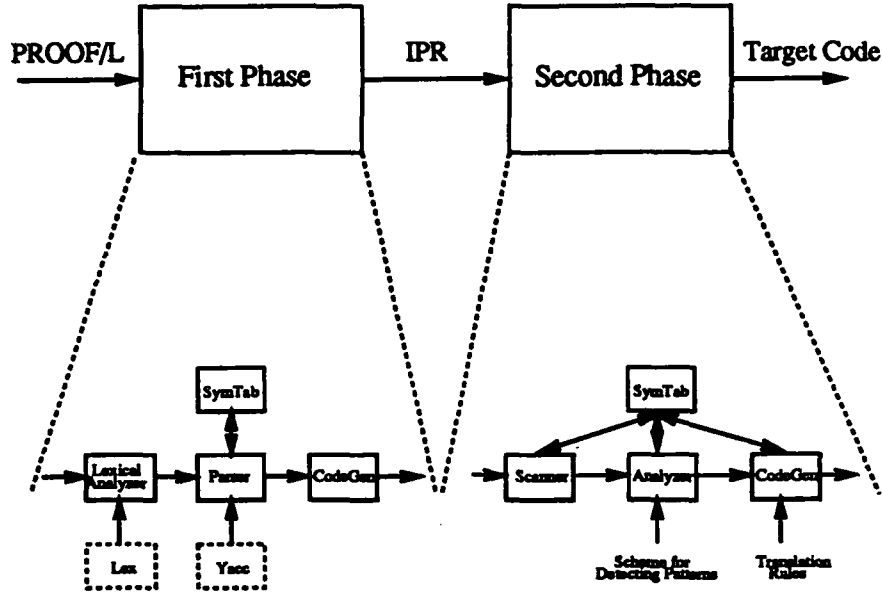 PROOF/L
First Phase
IPR
Second Phase
Target Code
SymTab
Lexical
Analyzer
Parser
CodeGen
Lex
Yacc
SymTab
Scanner
Analyzer
CodeGen
Scheme for
Detecting Patterns
Translation
Rules